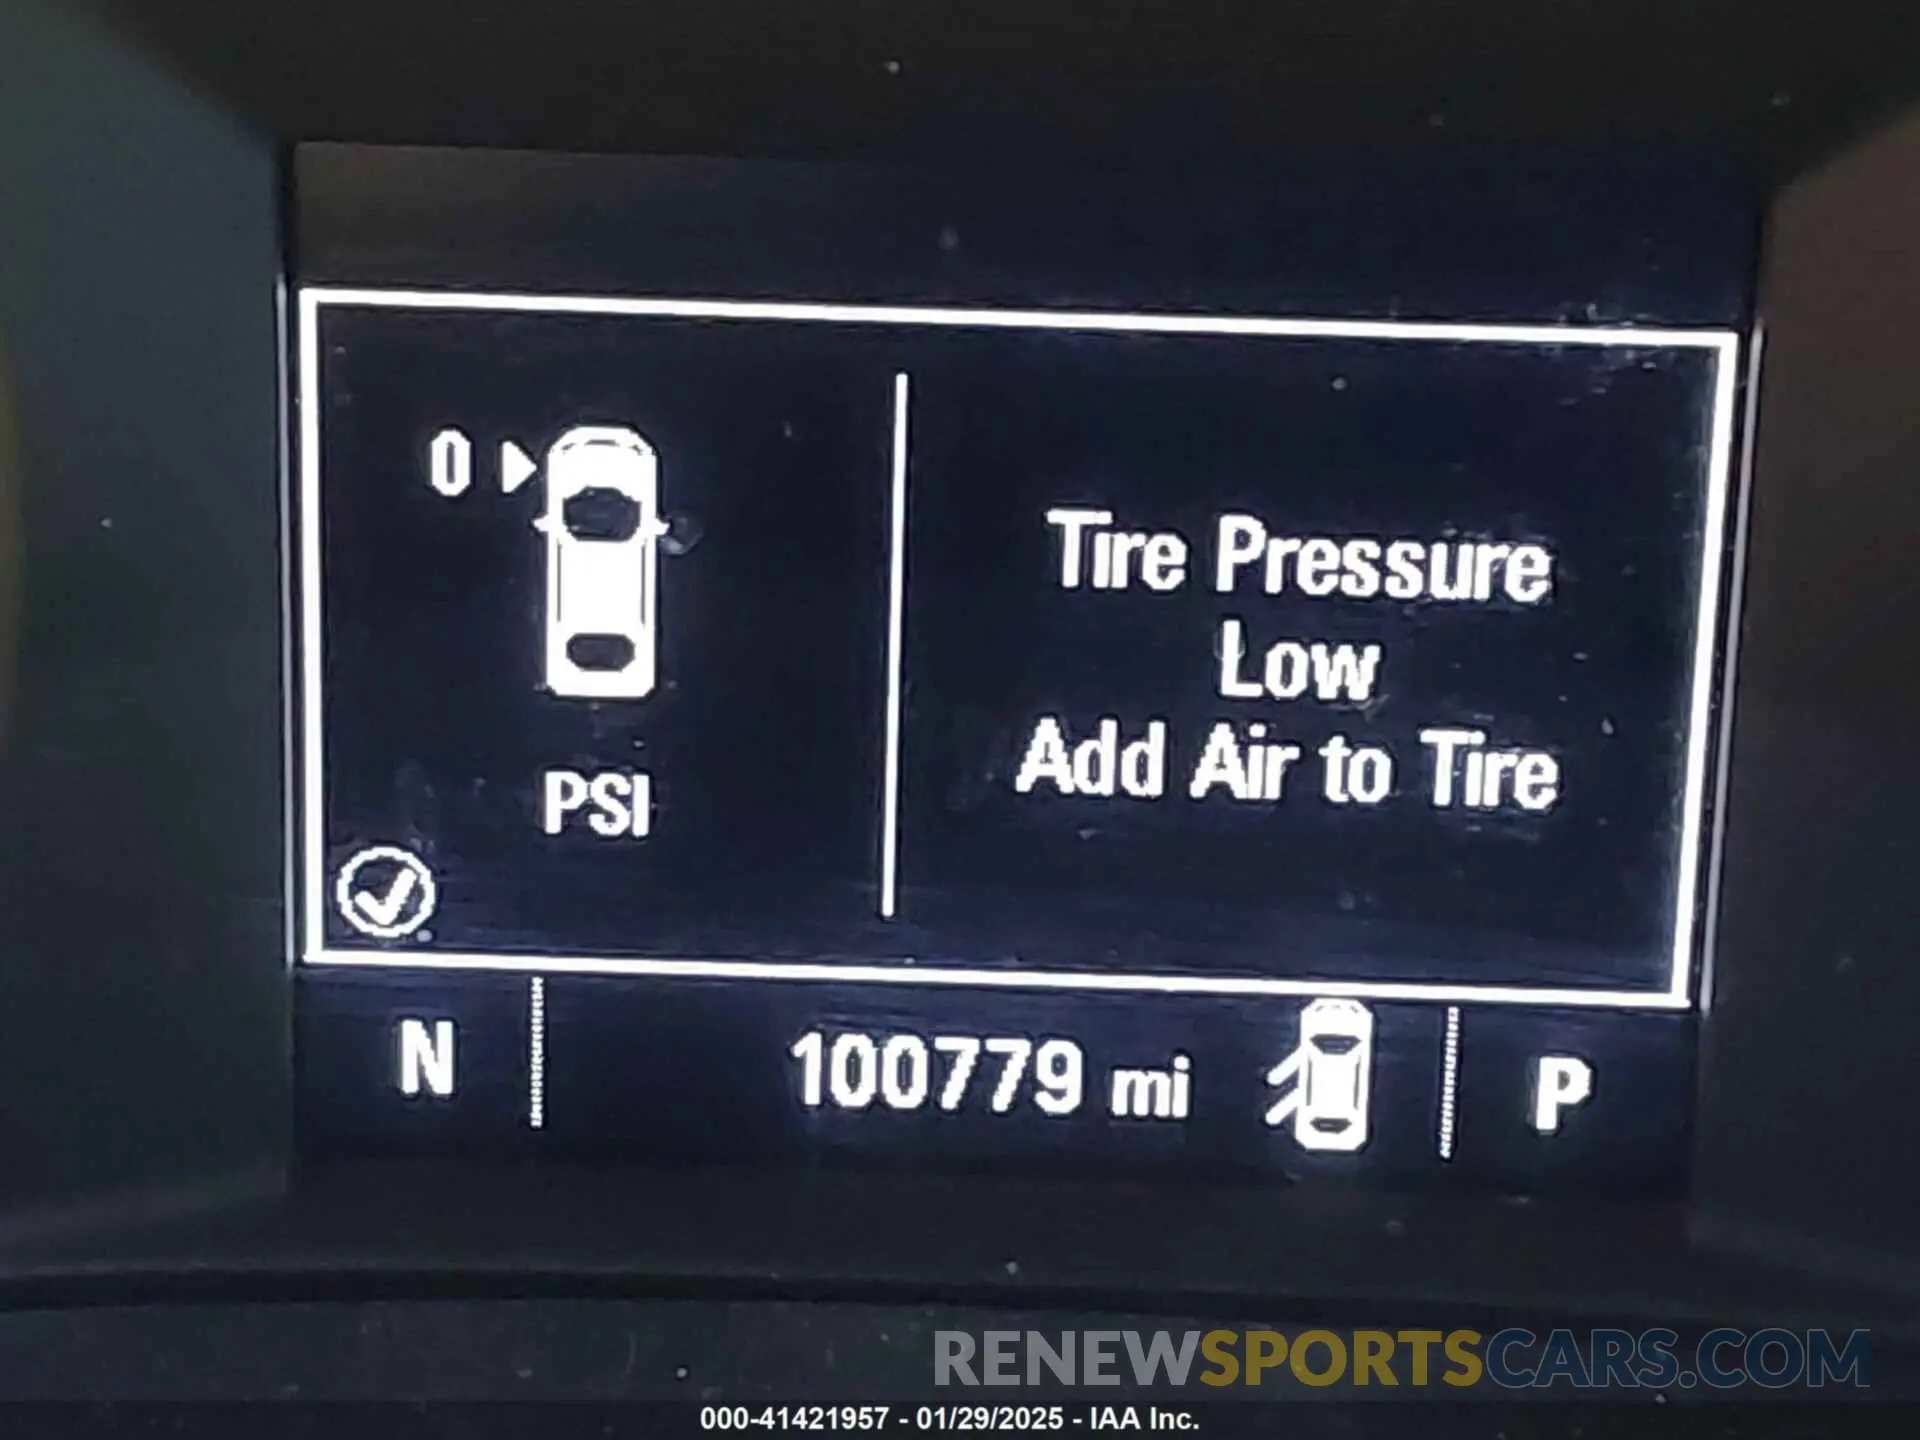 0
Tire Pressure
Low
Add Air to Tire
PSI
N 100779 mi P
RENEWSPORTSCARS.COM
000-41421957 - 01/29/2025 - IAA Inc.